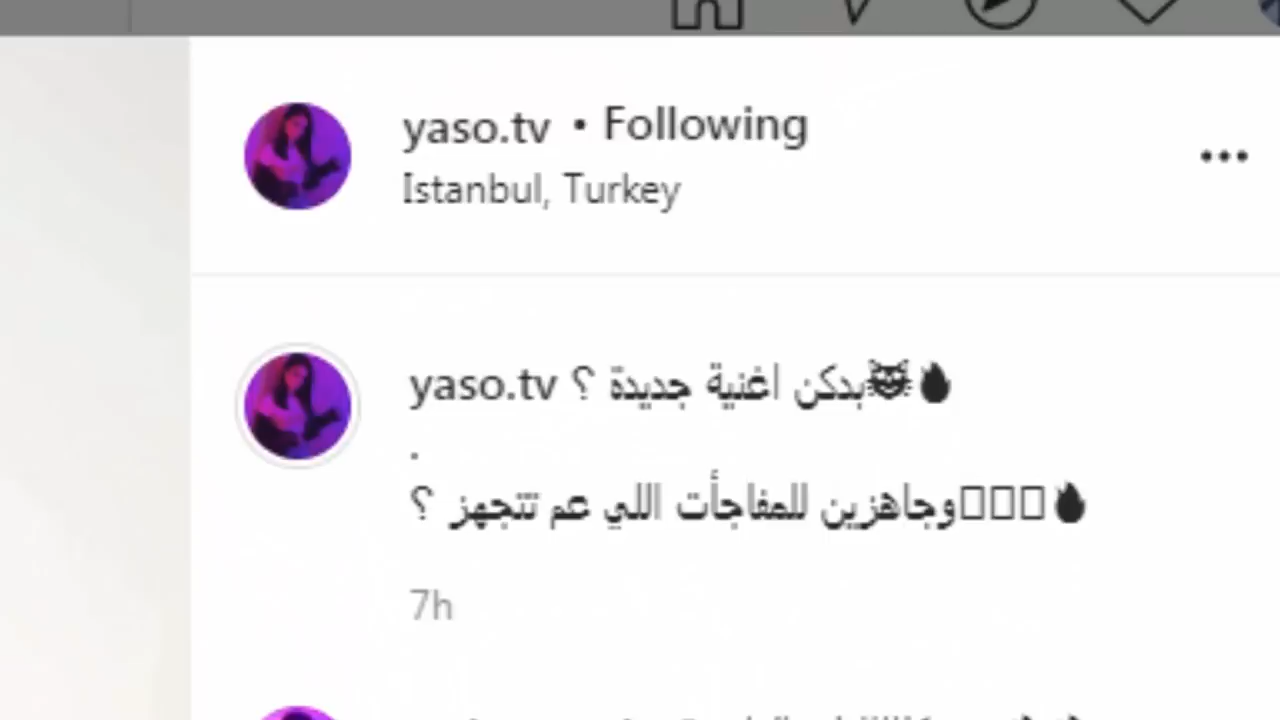 yaso.tv • Following
Istanbul, Turkey
yaso.tv بدكن اغنية جديدة ؟😼🔥
.
وجاهزين للمفاجأت اللي عم تتجهز ؟□□□🔥
7h